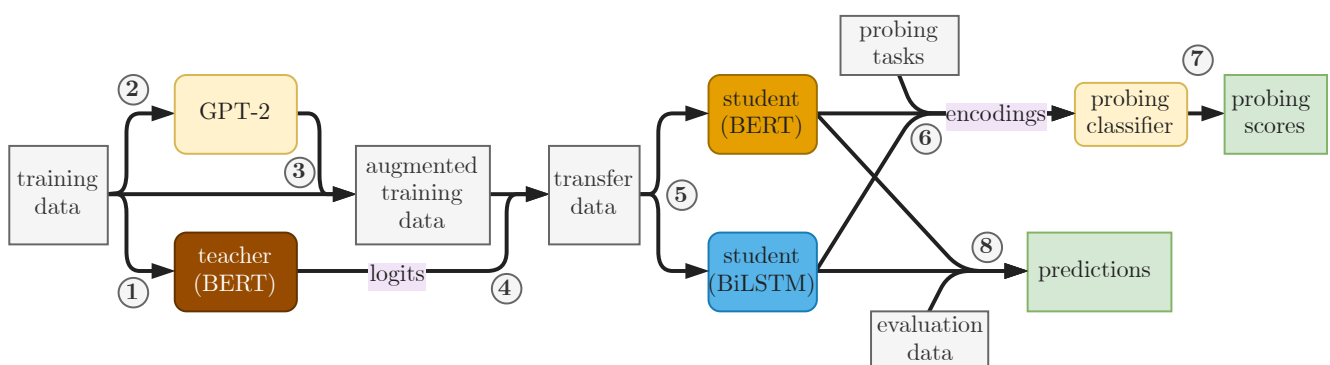 probing
tasks
7
2
GPT-2
student
(BERT)
encodings
probing
classifier
probing
scores
6
training
data
3
augmented
training
data
transfer
data
5
teacher
(BERT)
logits
student
(BiLSTM)
8
predictions
1
4
evaluation
data